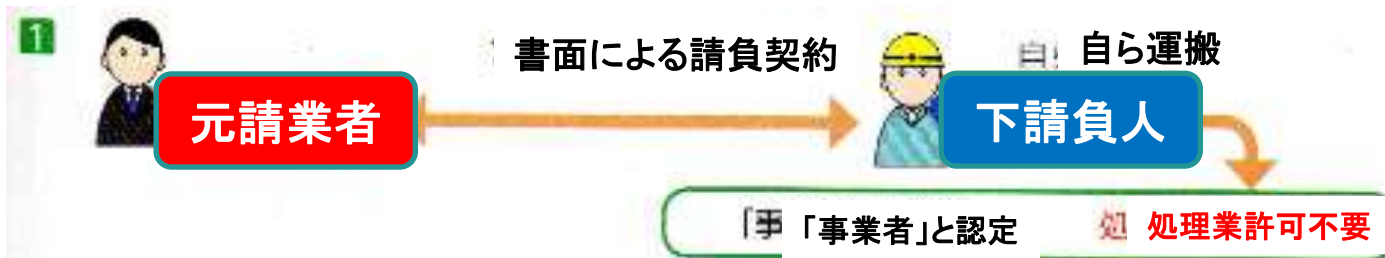 1
書面による請負契約
自ら運搬
元請業者
下請負人
「事業者」と認定
処理業許可不要